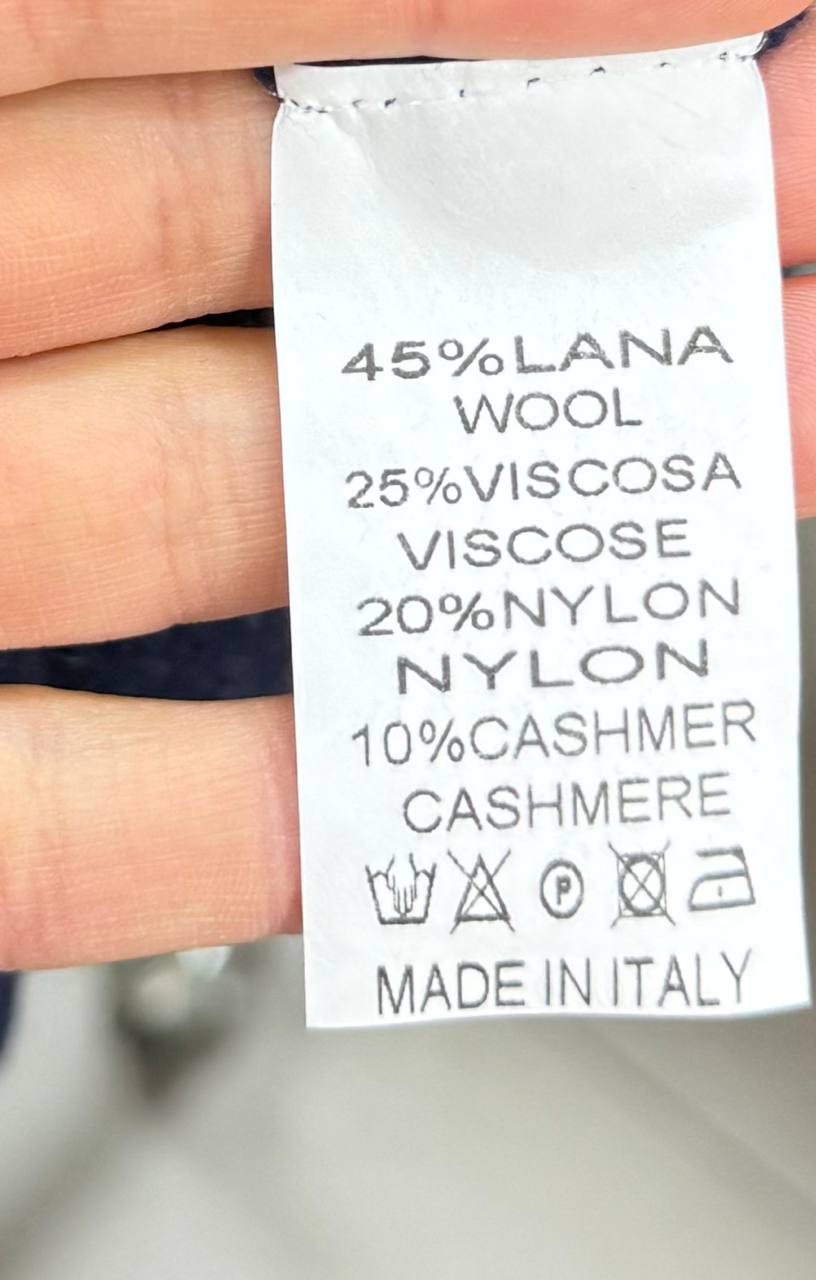 45%LANA
WOOL
25%VISCOSA
VISCOSE
20%NYLON
NYLON
10%CASHMER
CASHMERE
P
MADE IN ITALY